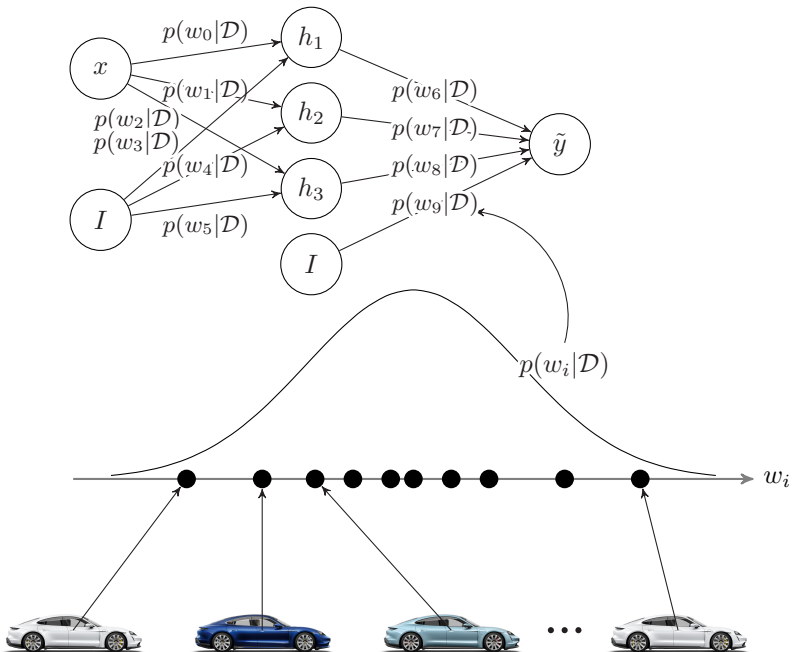 x
I
p(w₀|𝒟)
p(w₁|𝒟)
p(w₂|𝒟)
p(w₃|𝒟)
p(w₄|𝒟)
p(w₅|𝒟)
h₁
h₂
h₃
I
p(w₆|𝒟)
p(w₇|𝒟)
p(w₈|𝒟)
p(w₉|𝒟)
ỹ
p(wᵢ|𝒟)
wᵢ
...